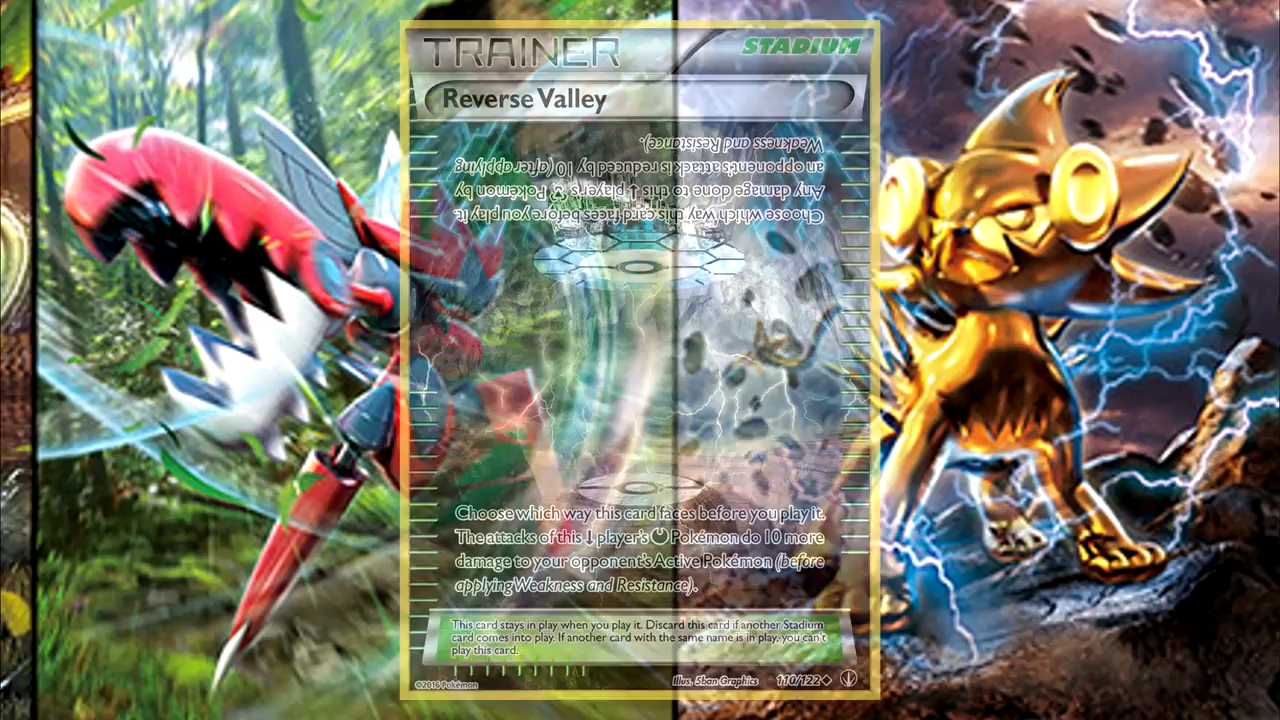 TRAINER
STADIUM
Reverse Valley
Choose which way this card faces before you play it.
Any damage done to this ↓ player's Pokémon by
an opponent's attacks is reduced by 10 (after applying
Weakness and Resistance).
Choose which way this card faces before you play it.
The attacks of this ↓ player's Pokémon do 10 more
damage to your opponent's Active Pokémon (before
applying Weakness and Resistance).
This card stays in play when you play it. Discard this card if another Stadium
card comes into play. If another card with the same name is in play, you can't
play this card.
©2016 Pokémon
Illus. 5ban Graphics
110/122